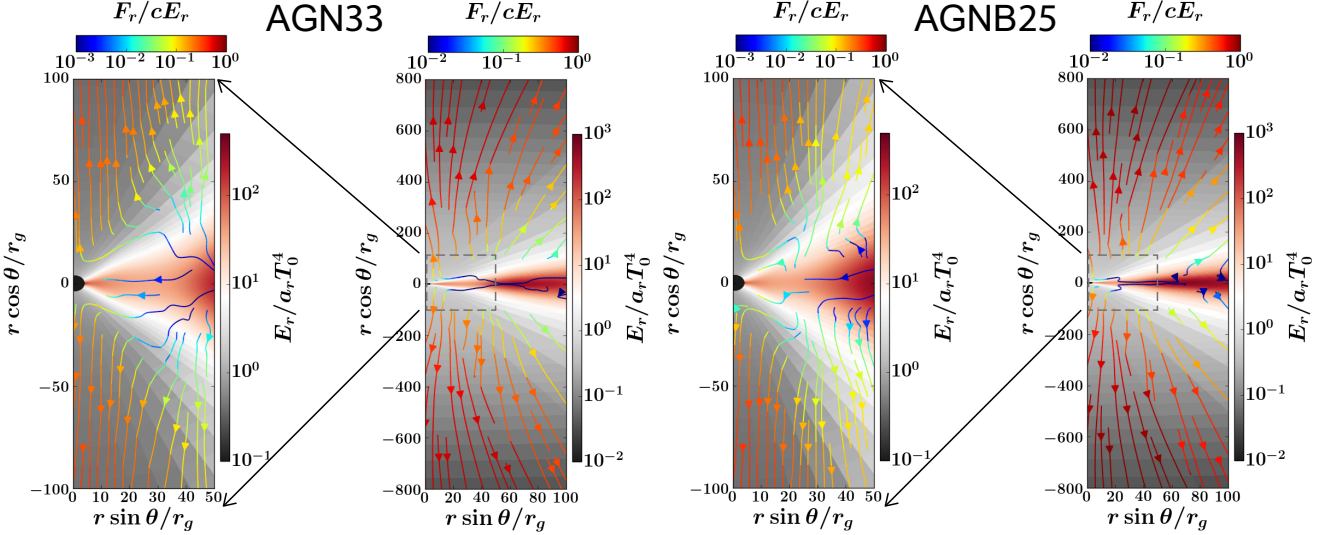 AGN33
AGNB25
F_r/cE_r
10^{-3} 10^{-2} 10^{-1} 10^0
100
50
0
−50
−100
r cos θ/r_g
0 10 20 30 40 50
r sin θ/r_g
10^2
10^1
10^0
10^{-1}
E_r/a_r T_0^4
F_r/cE_r
10^{-2} 10^{-1} 10^0
800
600
400
200
0
−200
−400
−600
−800
r cos θ/r_g
0 20 40 60 80 100
r sin θ/r_g
10^3
10^2
10^1
10^0
10^{-1}
10^{-2}
E_r/a_r T_0^4
F_r/cE_r
10^{-3} 10^{-2} 10^{-1} 10^0
100
50
0
−50
−100
r cos θ/r_g
0 10 20 30 40 50
r sin θ/r_g
10^2
10^1
10^0
10^{-1}
E_r/a_r T_0^4
F_r/cE_r
10^{-2} 10^{-1} 10^0
800
600
400
200
0
−200
−400
−600
−800
r cos θ/r_g
0 20 40 60 80 100
r sin θ/r_g
10^3
10^2
10^1
10^0
10^{-1}
10^{-2}
E_r/a_r T_0^4